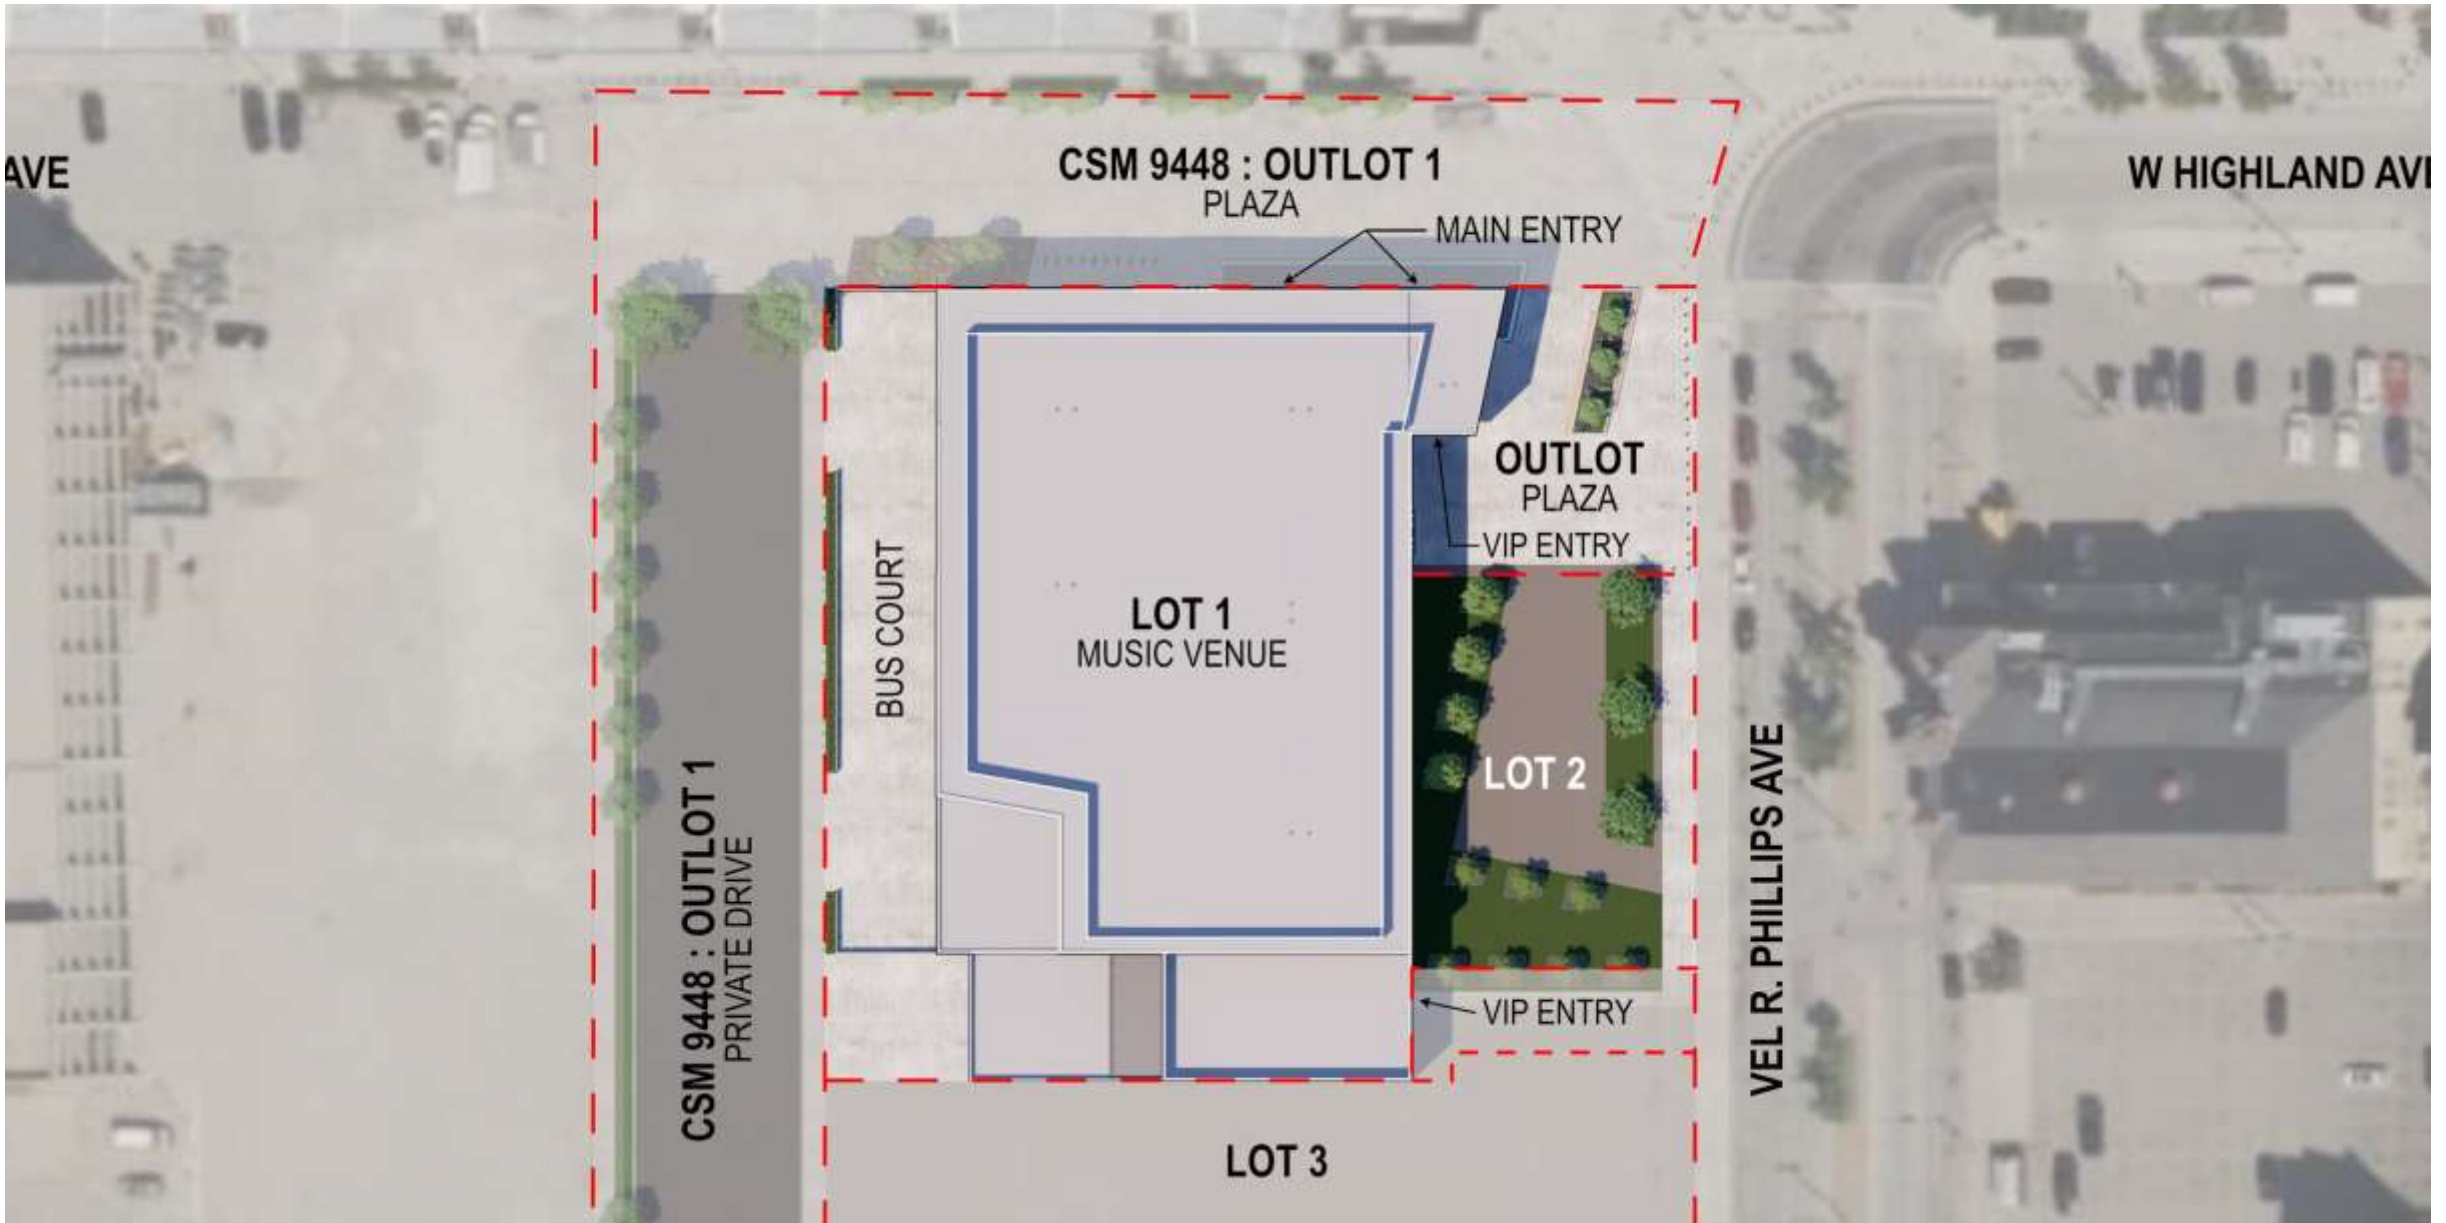 AVE
CSM 9448 : OUTLOT 1
PLAZA
W HIGHLAND AVE
MAIN ENTRY
OUTLOT
PLAZA
VIP ENTRY
BUS COURT
LOT 1
MUSIC VENUE
LOT 2
CSM 9448 : OUTLOT 1
PRIVATE DRIVE
VEL R. PHILLIPS AVE
VIP ENTRY
LOT 3